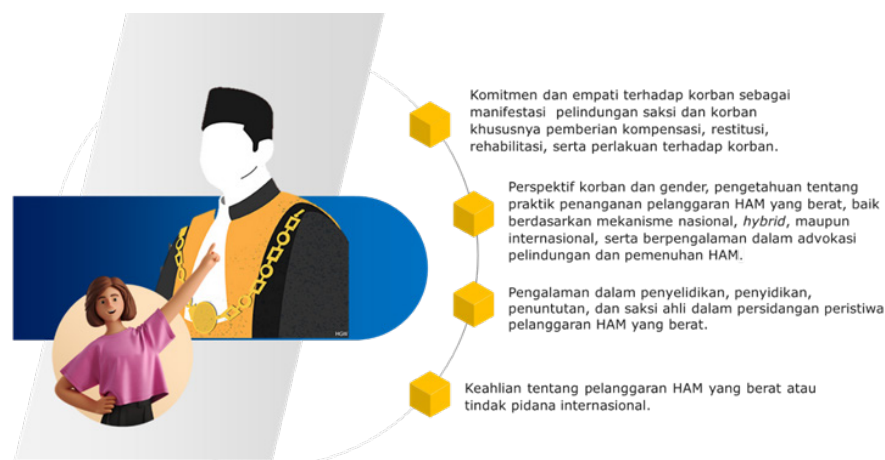 Komitmen dan empati terhadap korban sebagai
manifestasi pelindungan saksi dan korban
khususnya pemberian kompensasi, restitusi,
rehabilitasi, serta perlakuan terhadap korban.
Perspektif korban dan gender, pengetahuan tentang
praktik penanganan pelanggaran HAM yang berat, baik
berdasarkan mekanisme nasional, hybrid, maupun
internasional, serta berpengalaman dalam advokasi
pelindungan dan pemenuhan HAM.
Pengalaman dalam penyelidikan, penyidikan,
penuntutan, dan saksi ahli dalam persidangan peristiwa
pelanggaran HAM yang berat.
Keahlian tentang pelanggaran HAM yang berat atau
tindak pidana internasional.